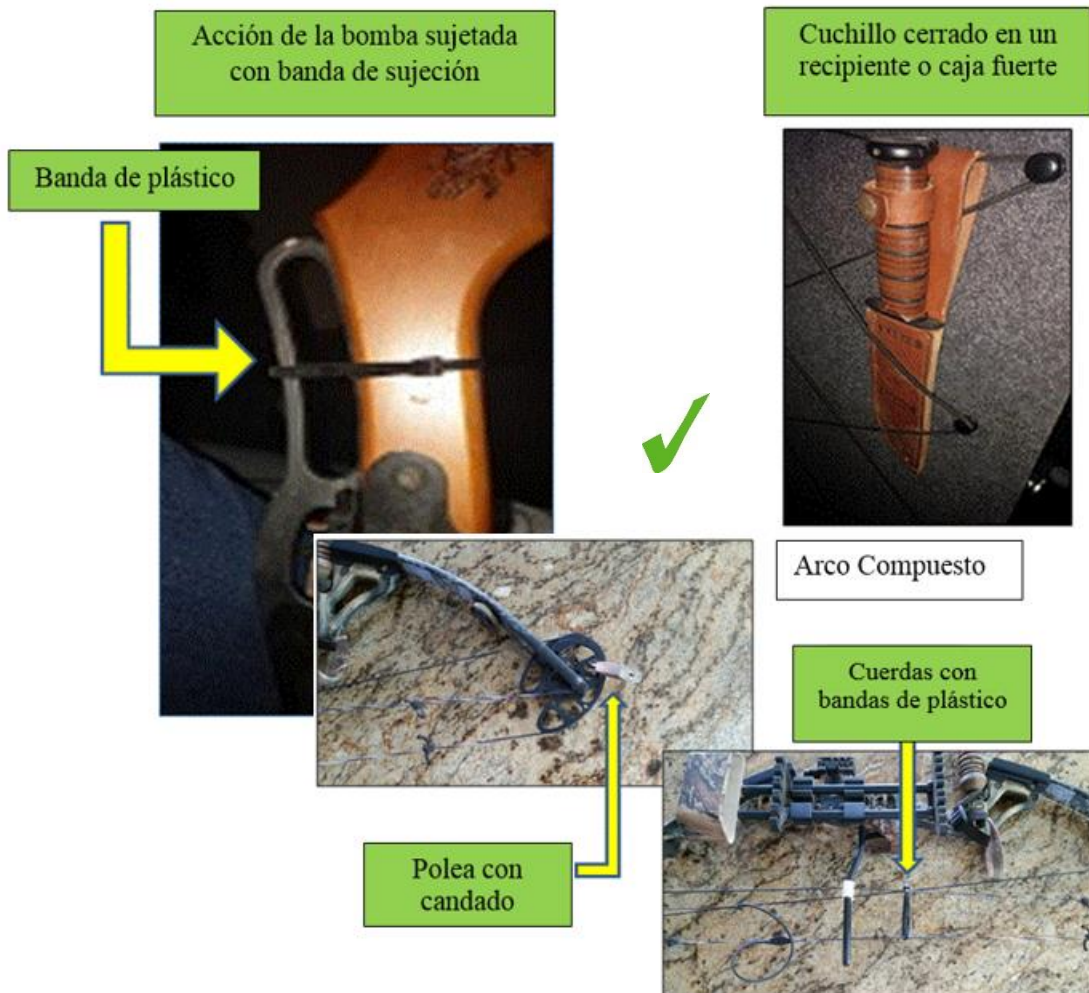 Acción de la bomba sujetada
con banda de sujeción
Cuchillo cerrado en un
recipiente o caja fuerte
Banda de plástico
Arco Compuesto
Cuerdas con
bandas de plástico
Polea con
candado